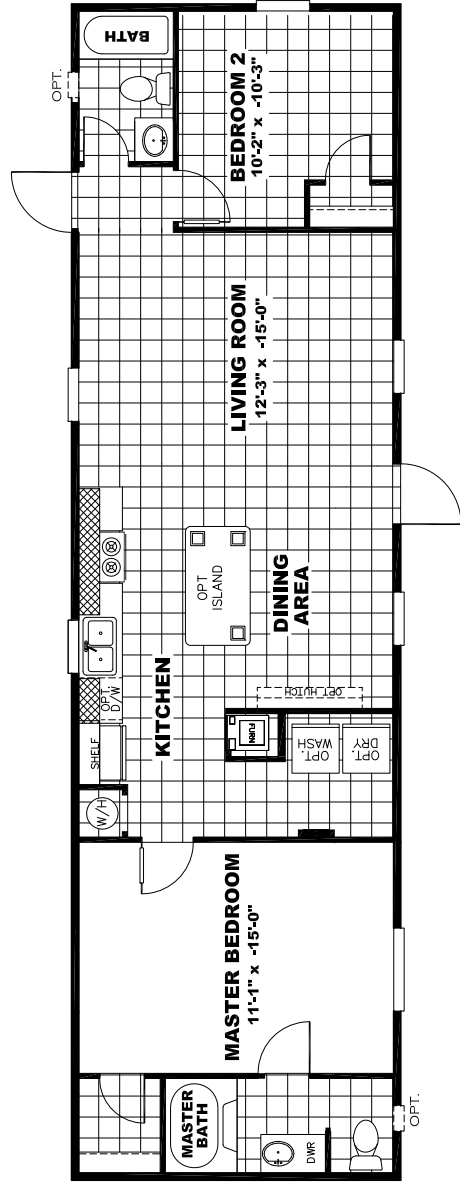 OPT.
BATH
BEDROOM 2
10'-2" x -10'-3"
LIVING ROOM
12'-3" x -15'-0"
OPT
ISLAND
DINING
AREA
KITCHEN
OPT.
D/W
SHELF
W/H
OPT HUTCH
FURN
OPT.
WASH
OPT.
DRY
MASTER BEDROOM
11'-1" x -15'-0"
MASTER
BATH
DWR
OPT.